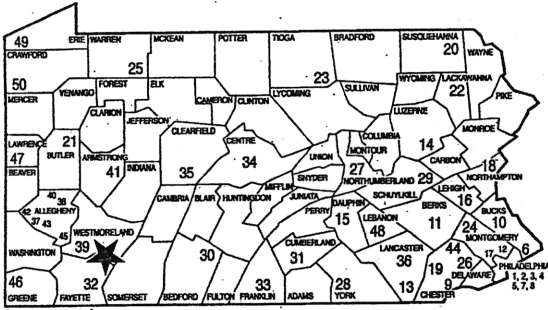 49 ERIE WARREN MCKEAN POTTER TIOGA BRADFORD SUSQUEHANNA
20 WAYNE
CRAWFORD 25
50 FOREST ELK 23 WYOMING LACKAWANNA
MERCER VENANGO CAMERON CLINTON LYCOMING SULLIVAN 22 PIKE
CLARION JEFFERSON LUZERNE
LAWRENCE 21 CLEARFIELD CENTRE COLUMBIA 14 MONROE
47 BUTLER ARMSTRONG 34 UNION MONTOUR CARBON
BEAVER 41 INDIANA 35 SNYDER 27 18
MIFFLIN NORTHUMBERLAND 29 NORTHAMPTON
40 36 CAMBRIA BLAIR HUNTINGDON JUNIATA SCHUYLKILL LEHIGH
ALLEGHENY DAUPHIN 16 BUCKS
42 37 43 PERRY 15 LEBANON BERKS 10
45 WESTMORELAND 48 11 24 MONTGOMERY
39 CUMBERLAND LANCASTER 44
WASHINGTON 30 31 36 26 17 12 6
46 32 33 28 19 DELAWARE PHILADELPHIA
13 9 1, 2, 3, 4
GREENE FAYETTE SOMERSET BEDFORD FULTON FRANKLIN ADAMS YORK CHESTER 5, 7, 8